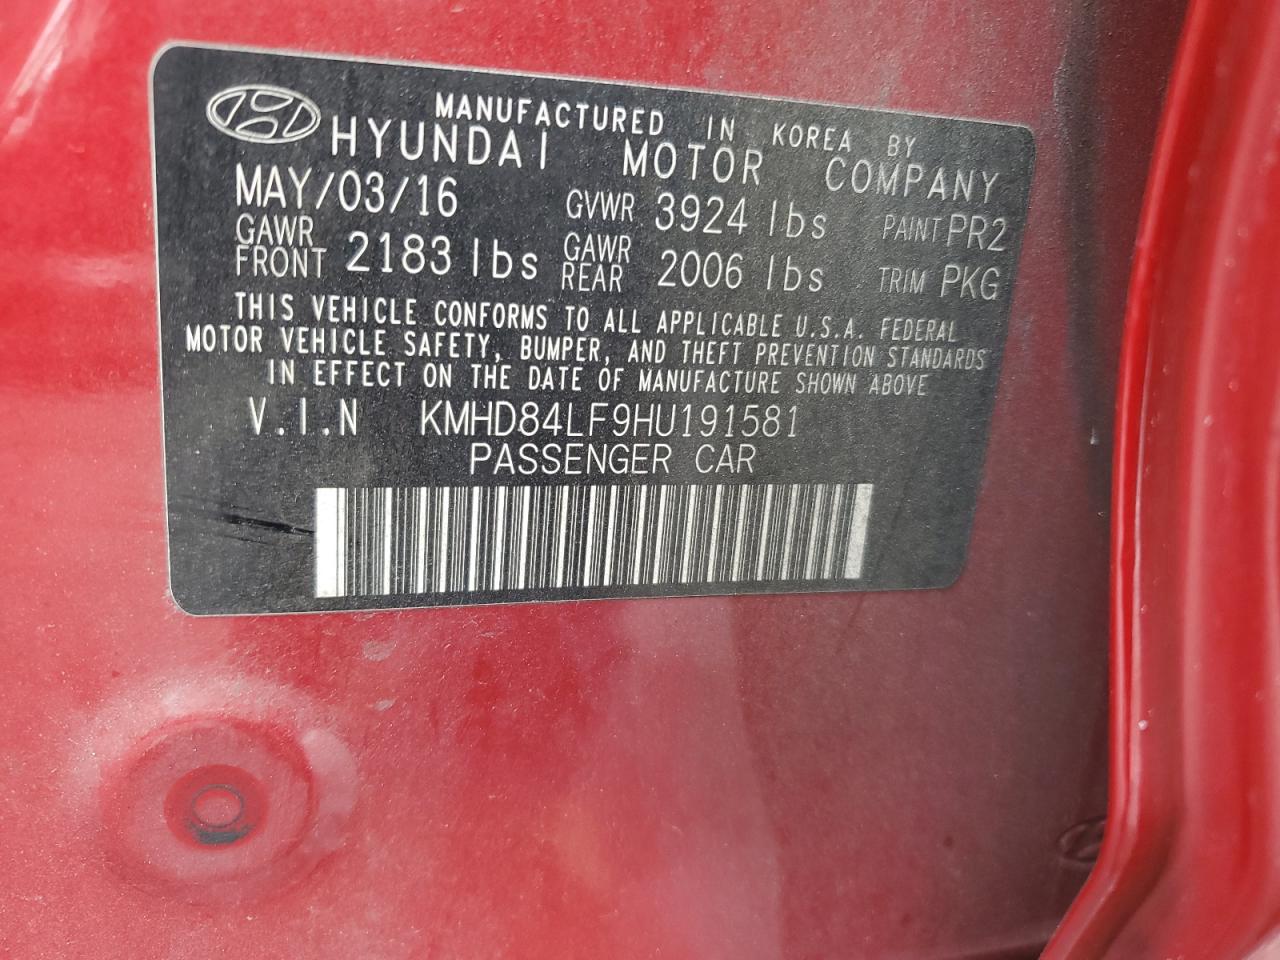 MANUFACTURED IN KOREA BY
HYUNDAI MOTOR COMPANY
MAY/03/16 GVWR 3924 lbs PAINT PR2
GAWR FRONT 2183 lbs GAWR REAR 2006 lbs TRIM PKG
THIS VEHICLE CONFORMS TO ALL APPLICABLE U.S.A. FEDERAL
MOTOR VEHICLE SAFETY, BUMPER, AND THEFT PREVENTION STANDARDS
IN EFFECT ON THE DATE OF MANUFACTURE SHOWN ABOVE
V.I.N KMHD84LF9HU191581
PASSENGER CAR